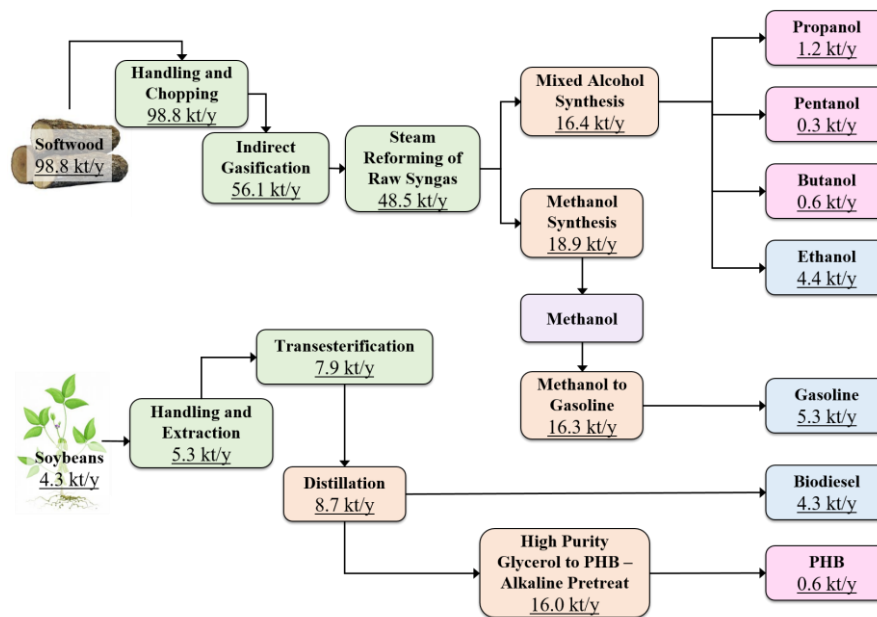 Propanol
1.2 kt/y
Handling and
Chopping
98.8 kt/y
Mixed Alcohol
Synthesis
16.4 kt/y
Pentanol
0.3 kt/y
Softwood
98.8 kt/y
Indirect
Gasification
56.1 kt/y
Steam
Reforming of
Raw Syngas
48.5 kt/y
Butanol
0.6 kt/y
Methanol
Synthesis
18.9 kt/y
Ethanol
4.4 kt/y
Methanol
Transesterification
7.9 kt/y
Methanol to
Gasoline
16.3 kt/y
Gasoline
5.3 kt/y
Handling and
Extraction
5.3 kt/y
Soybeans
4.3 kt/y
Distillation
8.7 kt/y
Biodiesel
4.3 kt/y
High Purity
Glycerol to PHB –
Alkaline Pretreat
16.0 kt/y
PHB
0.6 kt/y